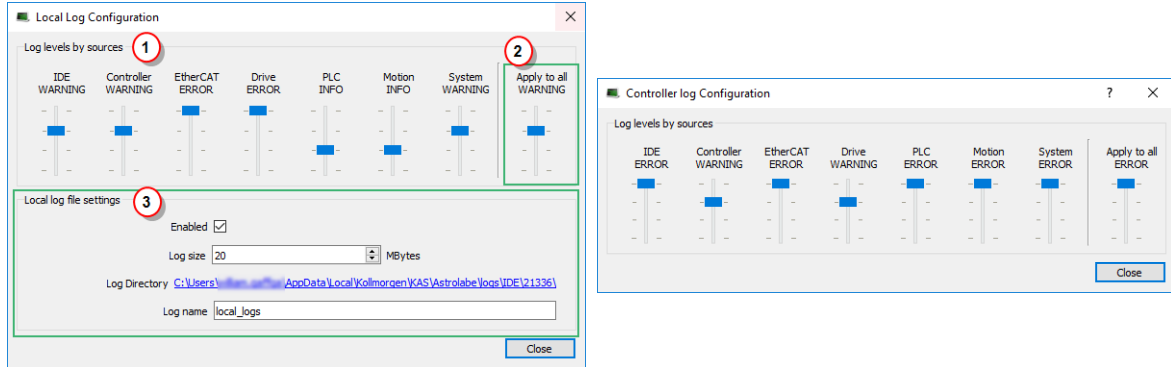 Local Log Configuration
Log levels by sources
1
2
IDE Controller EtherCAT Drive PLC Motion System Apply to all
WARNING WARNING ERROR ERROR INFO INFO WARNING WARNING
Local log file settings
3
Enabled
Log size 20 MBytes
Log Directory C:\Users\ AppData\Local\Kollmorgen\KAS\Astrolabe\logs\IDE\21336\
Log name local_logs
Close
Controller log Configuration ?
Log levels by sources
IDE Controller EtherCAT Drive PLC Motion System Apply to all
ERROR WARNING ERROR WARNING ERROR ERROR ERROR ERROR
Close